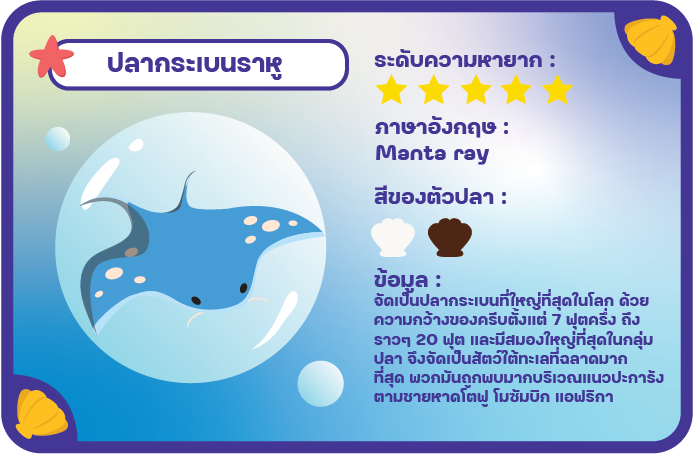 ปลากระเบนราหู
ระดับความหายาก :
ภาษาอังกฤษ :
Manta ray
สีของตัวปลา :
ข้อมูล :
จัดเป็นปลากระเบนที่ใหญ่ที่สุดในโลก ด้วย
ความกว้างของครีบตั้งแต่ 7 ฟุตครึ่ง ถึง
ราวๆ 20 ฟุต และมีสมองใหญ่ที่สุดในกลุ่ม
ปลา จึงจัดเป็นสัตว์ใต้ทะเลที่ฉลาดมาก
ที่สุด พวกมันถูกพบมากบริเวณแนวปะการัง
ตามชายหาดโตฟู โมซัมบิก แอฟริกา